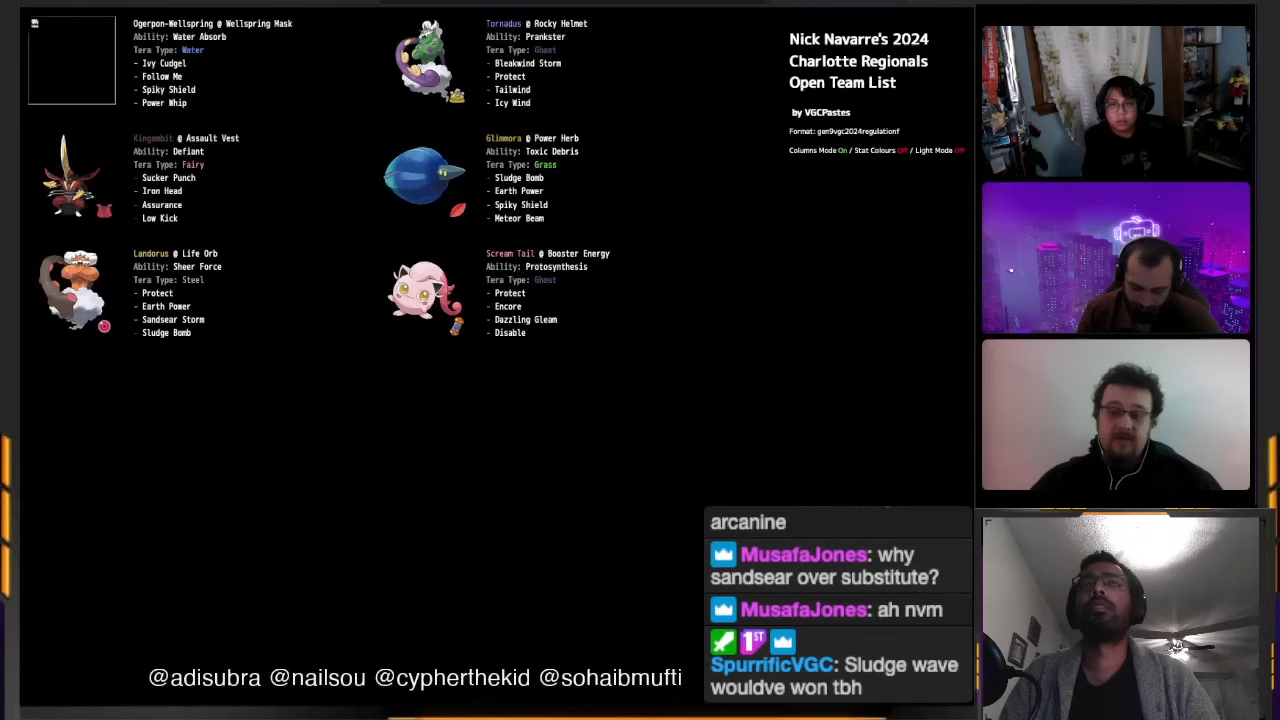 Ogerpon-Wellspring @ Wellspring Mask
Ability: Water Absorb
Tera Type: Water
- Ivy Cudgel
- Follow Me
- Spiky Shield
- Power Whip
Tornadus @ Rocky Helmet
Ability: Prankster
Tera Type: Ghost
- Bleakwind Storm
- Protect
- Tailwind
- Icy Wind
Kingambit @ Assault Vest
Ability: Defiant
Tera Type: Fairy
- Sucker Punch
- Iron Head
- Assurance
- Low Kick
Glimmora @ Power Herb
Ability: Toxic Debris
Tera Type: Grass
- Sludge Bomb
- Earth Power
- Spiky Shield
- Meteor Beam
Landorus @ Life Orb
Ability: Sheer Force
Tera Type: Steel
- Protect
- Earth Power
- Sandsear Storm
- Sludge Bomb
Scream Tail @ Booster Energy
Ability: Protosynthesis
Tera Type: Ghost
- Protect
- Encore
- Dazzling Gleam
- Disable
Nick Navarre's 2024
Charlotte Regionals
Open Team List
by VGCPastes
Format: gen9vgc2024regulationf
Columns Mode On / Stat Colours Off / Light Mode Off
arcanine
MusafaJones: why
sandsear over substitute?
MusafaJones: ah nvm
1ST
SpurrificVGC: Sludge wave
wouldve won tbh
@adisubra @nailsou @cypherthekid @sohaibmufti